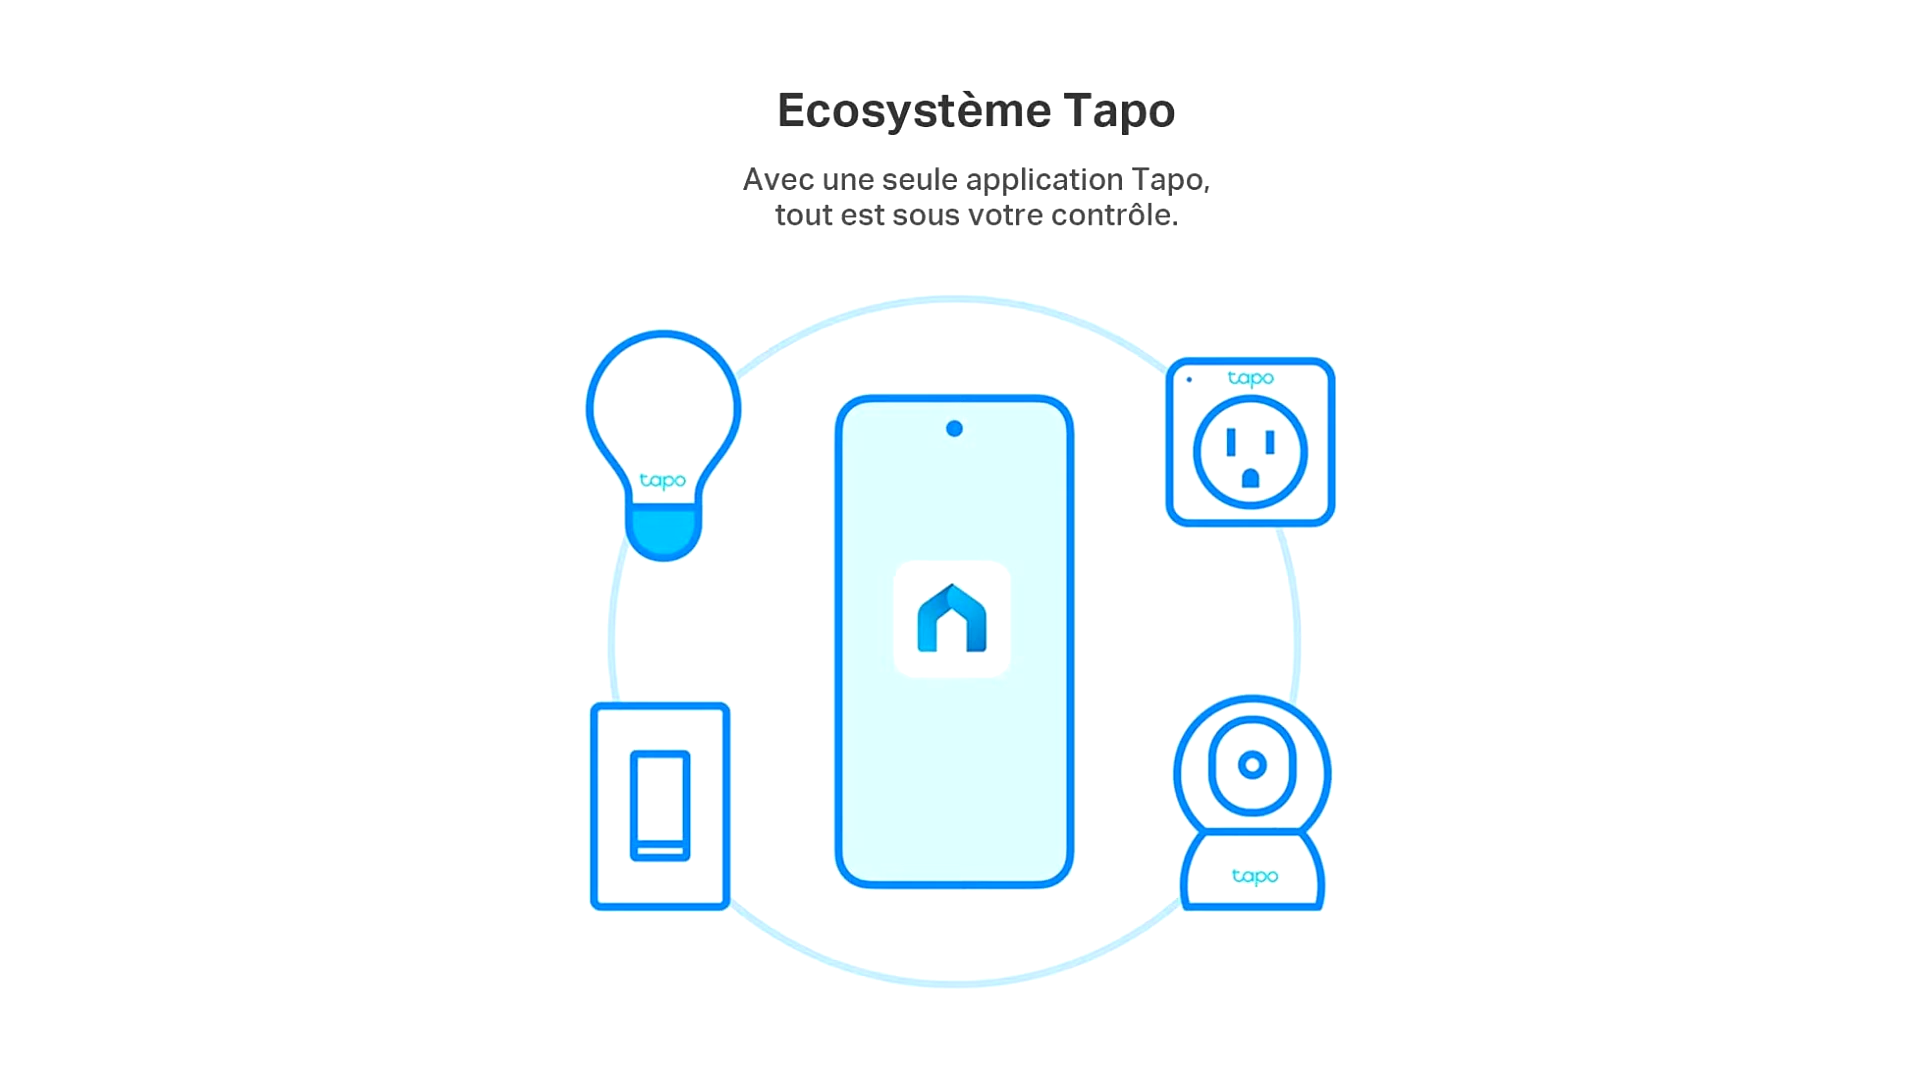 Ecosystème Tapo
Avec une seule application Tapo,
tout est sous votre contrôle.
tapo
tapo
tapo